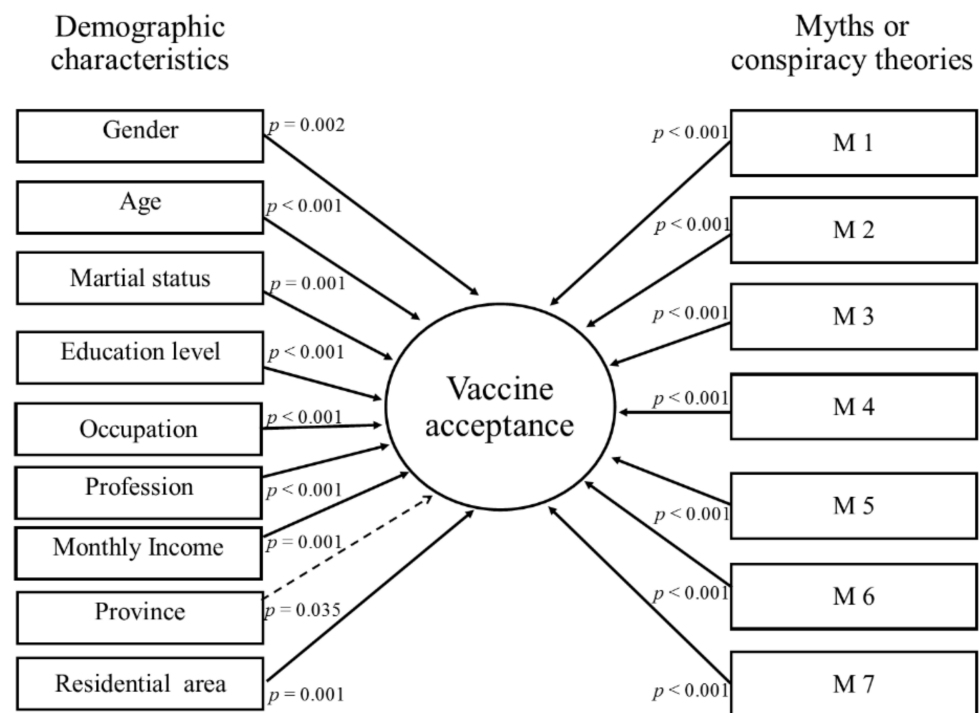 Demographic
characteristics
Gender
p = 0.002
Age
p < 0.001
Martial status
p = 0.001
Education level
p < 0.001
Occupation
p < 0.001
Profession
p < 0.001
Monthly Income
p = 0.001
Province
p = 0.035
Residential area
p = 0.001
Vaccine
acceptance
Myths or
conspiracy theories
p < 0.001
M 1
p < 0.001
M 2
p < 0.001
M 3
p < 0.001
M 4
p < 0.001
M 5
p < 0.001
M 6
p < 0.001
M 7